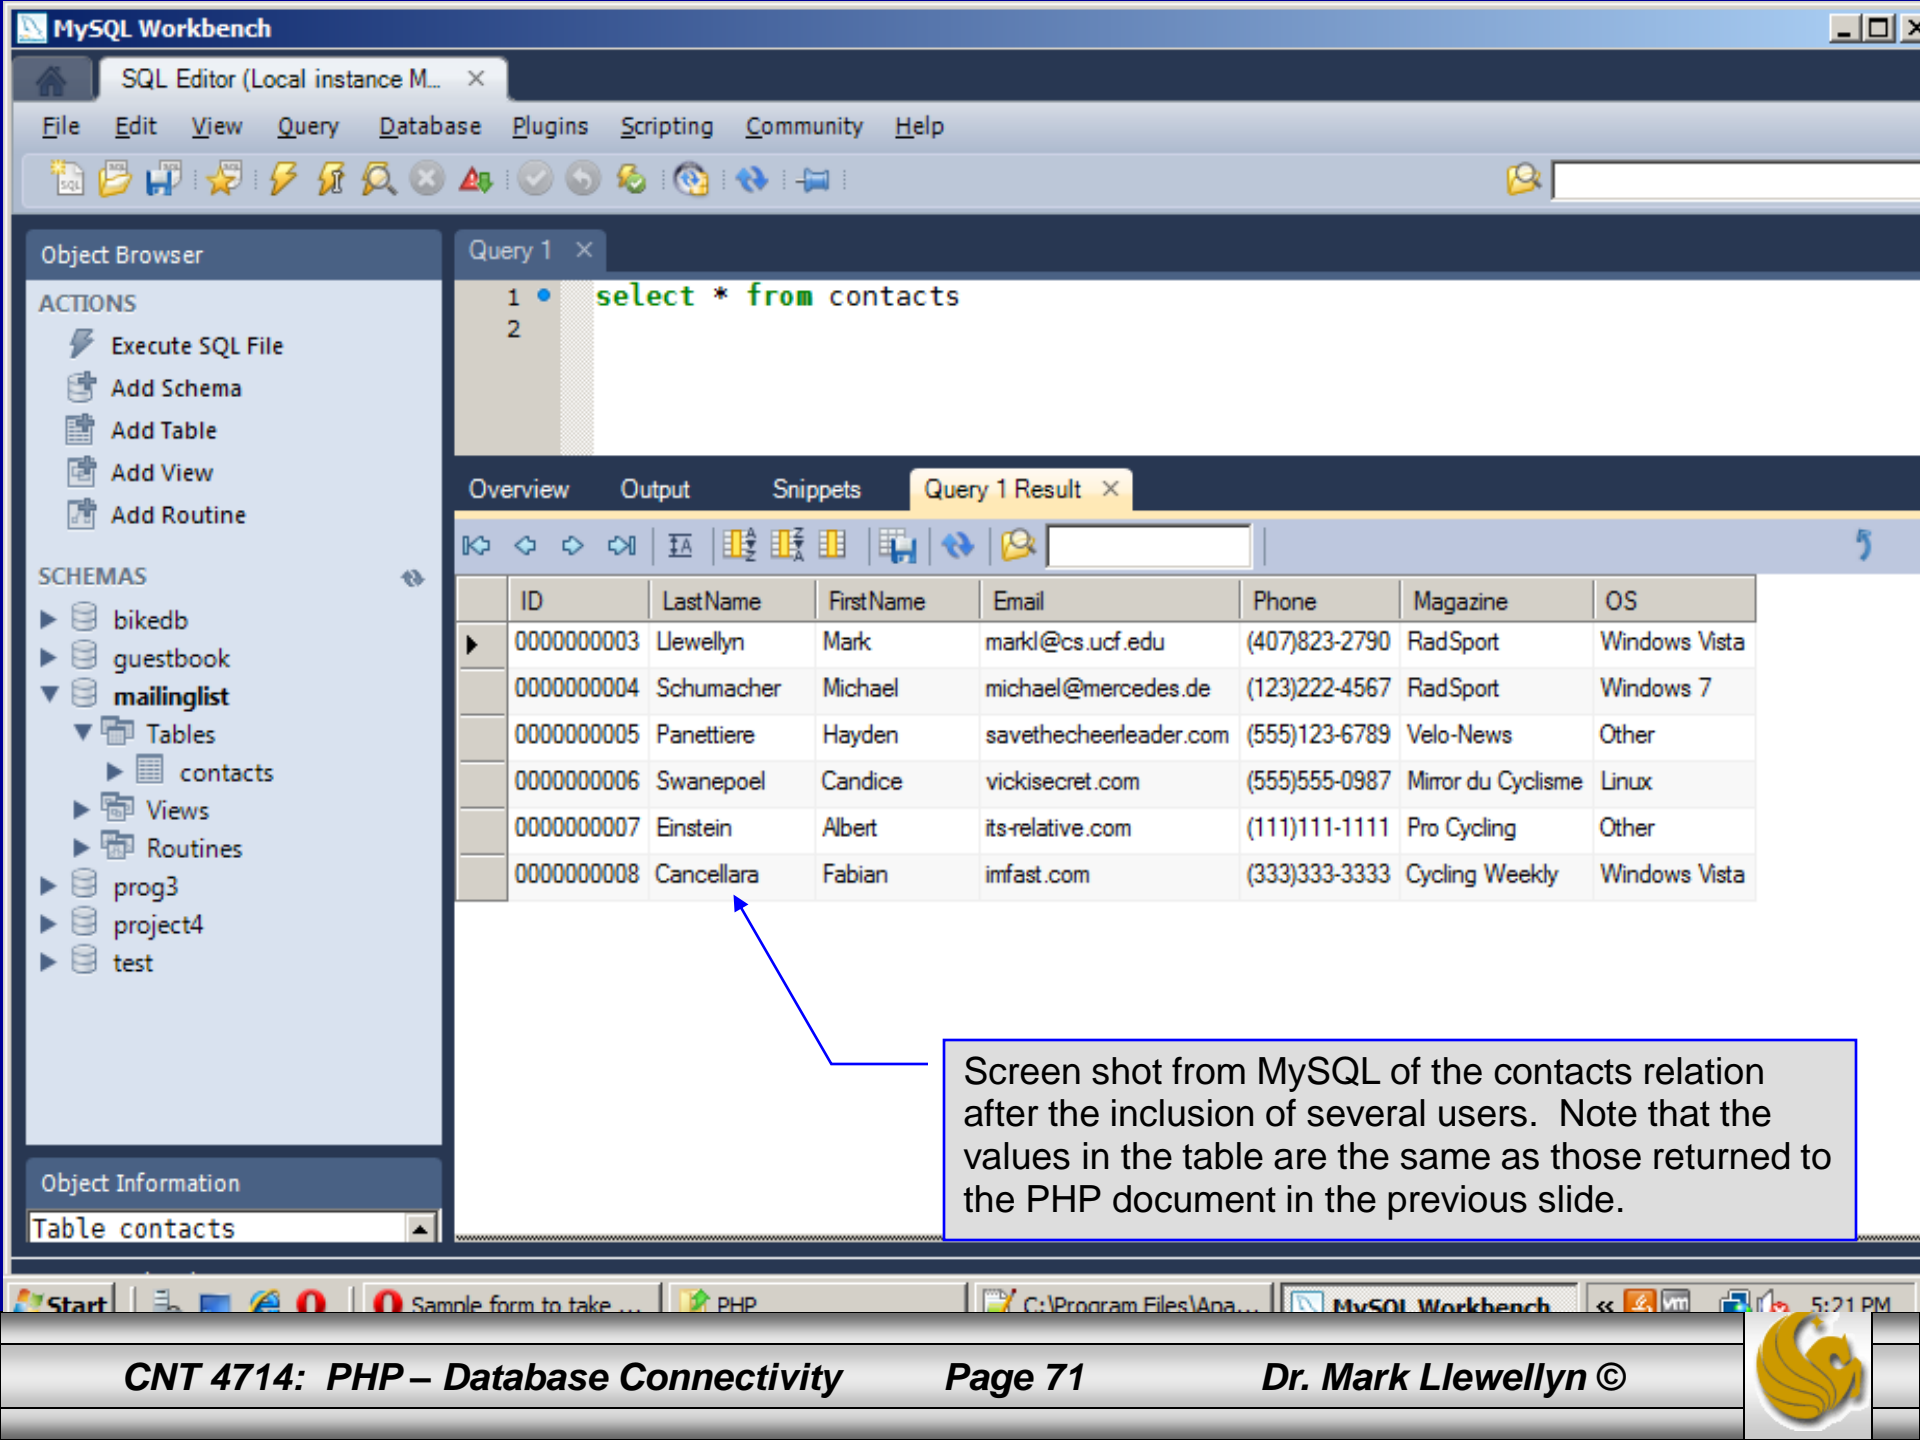 MySQL Workbench
SQL Editor (Local instance M... ×
File Edit View Query Database Plugins Scripting Community Help
Object Browser
ACTIONS
Execute SQL File
Add Schema
Add Table
Add View
Add Routine
SCHEMAS
bikedb
guestbook
mailinglist
Tables
contacts
Views
Routines
prog3
project4
test
Object Information
Table contacts
Query 1 ×
1 select * from contacts
2
Overview Output Snippets Query 1 Result ×
ID LastName FirstName Email Phone Magazine OS
0000000003 Llewellyn Mark markl@cs.ucf.edu (407)823-2790 RadSport Windows Vista
0000000004 Schumacher Michael michael@mercedes.de (123)222-4567 RadSport Windows 7
0000000005 Panettiere Hayden savethecheerleader.com (555)123-6789 Velo-News Other
0000000006 Swanepoel Candice vickisecret.com (555)555-0987 Mirror du Cyclisme Linux
0000000007 Einstein Albert its-relative.com (111)111-1111 Pro Cycling Other
0000000008 Cancellara Fabian imfast.com (333)333-3333 Cycling Weekly Windows Vista
Screen shot from MySQL of the contacts relation
after the inclusion of several users. Note that the
values in the table are the same as those returned to
the PHP document in the previous slide.
Start Sample form to take ... PHP C:\Program Files\Apa... MySQL Workbench « 5:21 PM
CNT 4714: PHP – Database Connectivity Page 71 Dr. Mark Llewellyn ©